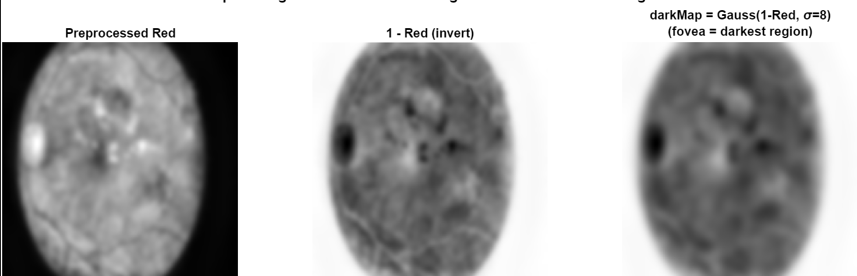 Preprocessed Red
1 - Red (invert)
darkMap = Gauss(1-Red, σ=8)
(fovea = darkest region)